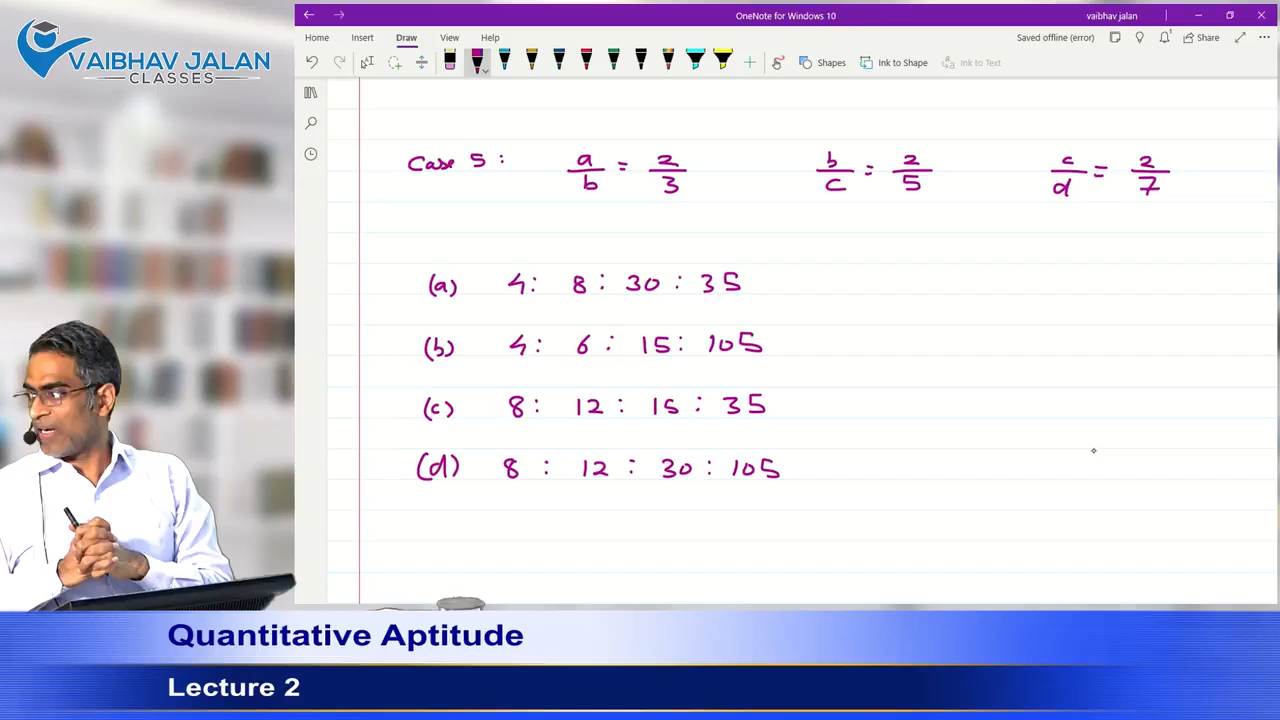 VAIBHAV JALAN
CLASSES
OneNote for Windows 10
vaibhav jalan
Home Insert Draw View Help
Saved offline (error)
Share
Shapes
Ink to Shape
Ink to Text
Case 5 : a/b = 2/3 b/c = 2/5 c/d = 2/7
(a) 4 : 8 : 30 : 35
(b) 4 : 6 : 15 : 105
(c) 8 : 12 : 15 : 35
(d) 8 : 12 : 30 : 105
Quantitative Aptitude
Lecture 2